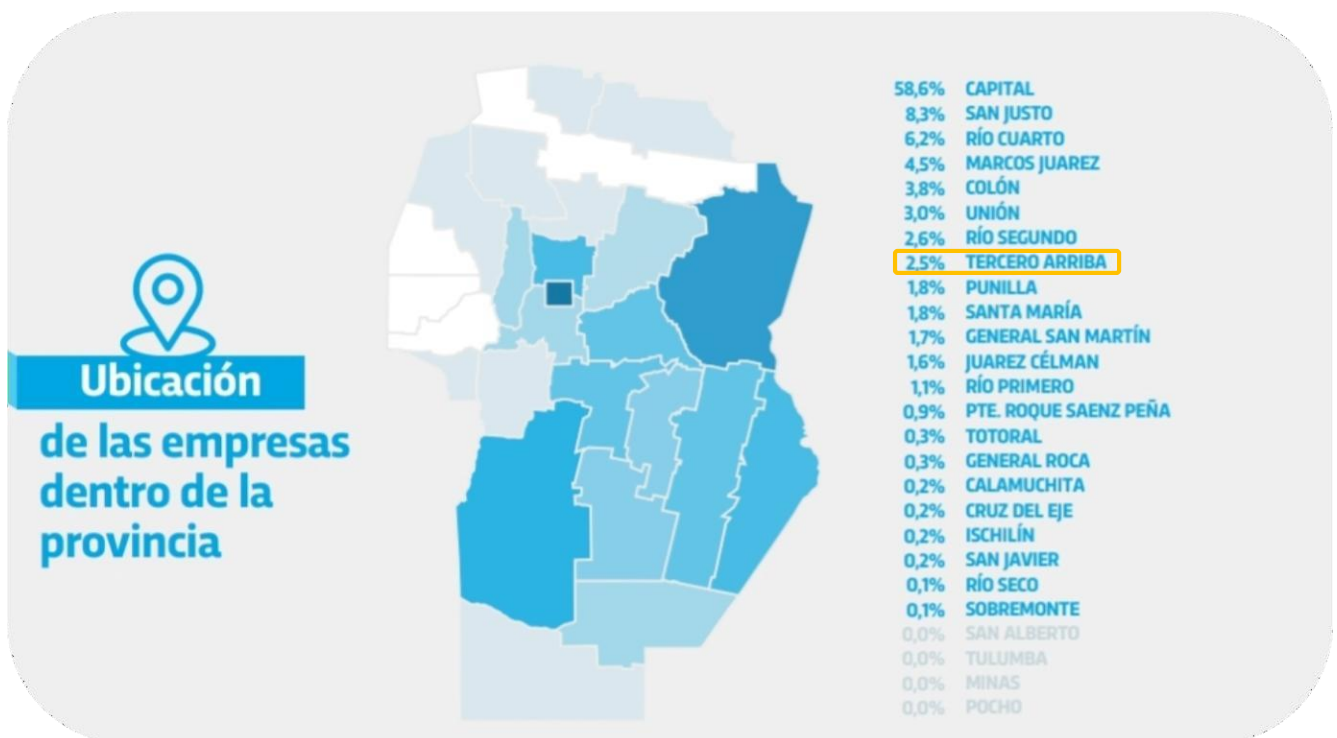 Ubicación
de las empresas
dentro de la
provincia
58,6% CAPITAL
8,3% SAN JUSTO
6,2% RÍO CUARTO
4,5% MARCOS JUAREZ
3,8% COLÓN
3,0% UNIÓN
2,6% RÍO SEGUNDO
2,5% TERCERO ARRIBA
1,8% PUNILLA
1,8% SANTA MARÍA
1,7% GENERAL SAN MARTÍN
1,6% JUAREZ CÉLMAN
1,1% RÍO PRIMERO
0,9% PTE. ROQUE SAENZ PEÑA
0,3% TOTORAL
0,3% GENERAL ROCA
0,2% CALAMUCHITA
0,2% CRUZ DEL EJE
0,2% ISCHILÍN
0,2% SAN JAVIER
0,1% RÍO SECO
0,1% SOBREMONTE
0,0% SAN ALBERTO
0,0% TULUMBA
0,0% MINAS
0,0% POCHO